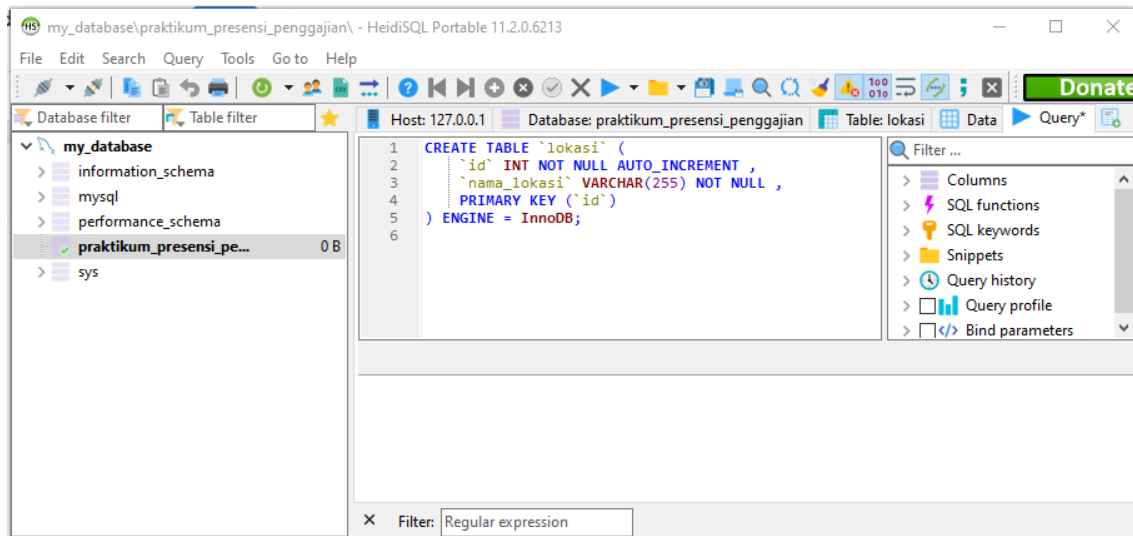 my_database\praktikum_presensi_penggajian\ - HeidiSQL Portable 11.2.0.6213
File Edit Search Query Tools Go to Help
Donate
Database filter Table filter
Host: 127.0.0.1 Database: praktikum_presensi_penggajian Table: lokasi Data Query*
my_database
information_schema
mysql
performance_schema
praktikum_presensi_pe... 0 B
sys
1 CREATE TABLE `lokasi` (
2 `id` INT NOT NULL AUTO_INCREMENT ,
3 `nama_lokasi` VARCHAR(255) NOT NULL ,
4 PRIMARY KEY (`id`)
5 ) ENGINE = InnoDB;
6
Filter ...
Columns
SQL functions
SQL keywords
Snippets
Query history
Query profile
Bind parameters
Filter: Regular expression